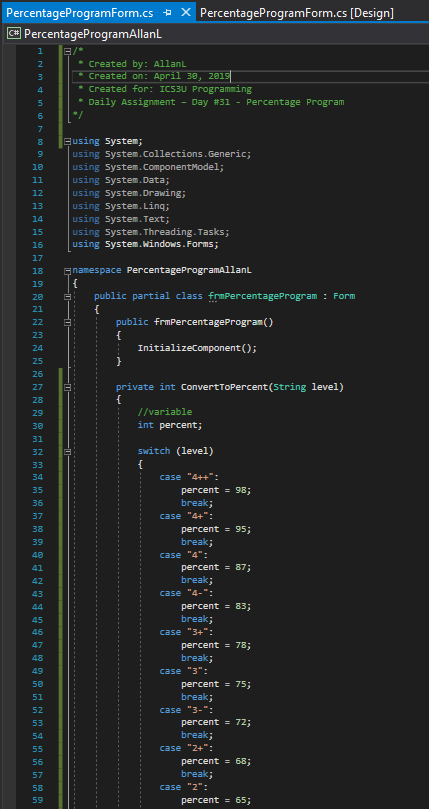 PercentageProgramForm.cs PercentageProgramForm.cs [Design]
C# PercentageProgramAllanL
1 /*
2 * Created by: AllanL
3 * Created on: April 30, 2019
4 * Created for: ICS3U Programming
5 * Daily Assignment – Day #31 - Percentage Program
6 */
7
8 using System;
9 using System.Collections.Generic;
10 using System.ComponentModel;
11 using System.Data;
12 using System.Drawing;
13 using System.Linq;
14 using System.Text;
15 using System.Threading.Tasks;
16 using System.Windows.Forms;
17
18 namespace PercentageProgramAllanL
19 {
20 public partial class frmPercentageProgram : Form
21 {
22 public frmPercentageProgram()
23 {
24 InitializeComponent();
25 }
26
27 private int ConvertToPercent(String level)
28 {
29 //variable
30 int percent;
31
32 switch (level)
33 {
34 case "4++":
35 percent = 98;
36 break;
37 case "4+":
38 percent = 95;
39 break;
40 case "4":
41 percent = 87;
42 break;
43 case "4-":
44 percent = 83;
45 break;
46 case "3+":
47 percent = 78;
48 break;
49 case "3":
50 percent = 75;
51 break;
52 case "3-":
53 percent = 72;
54 break;
55 case "2+":
56 percent = 68;
57 break;
58 case "2":
59 percent = 65;